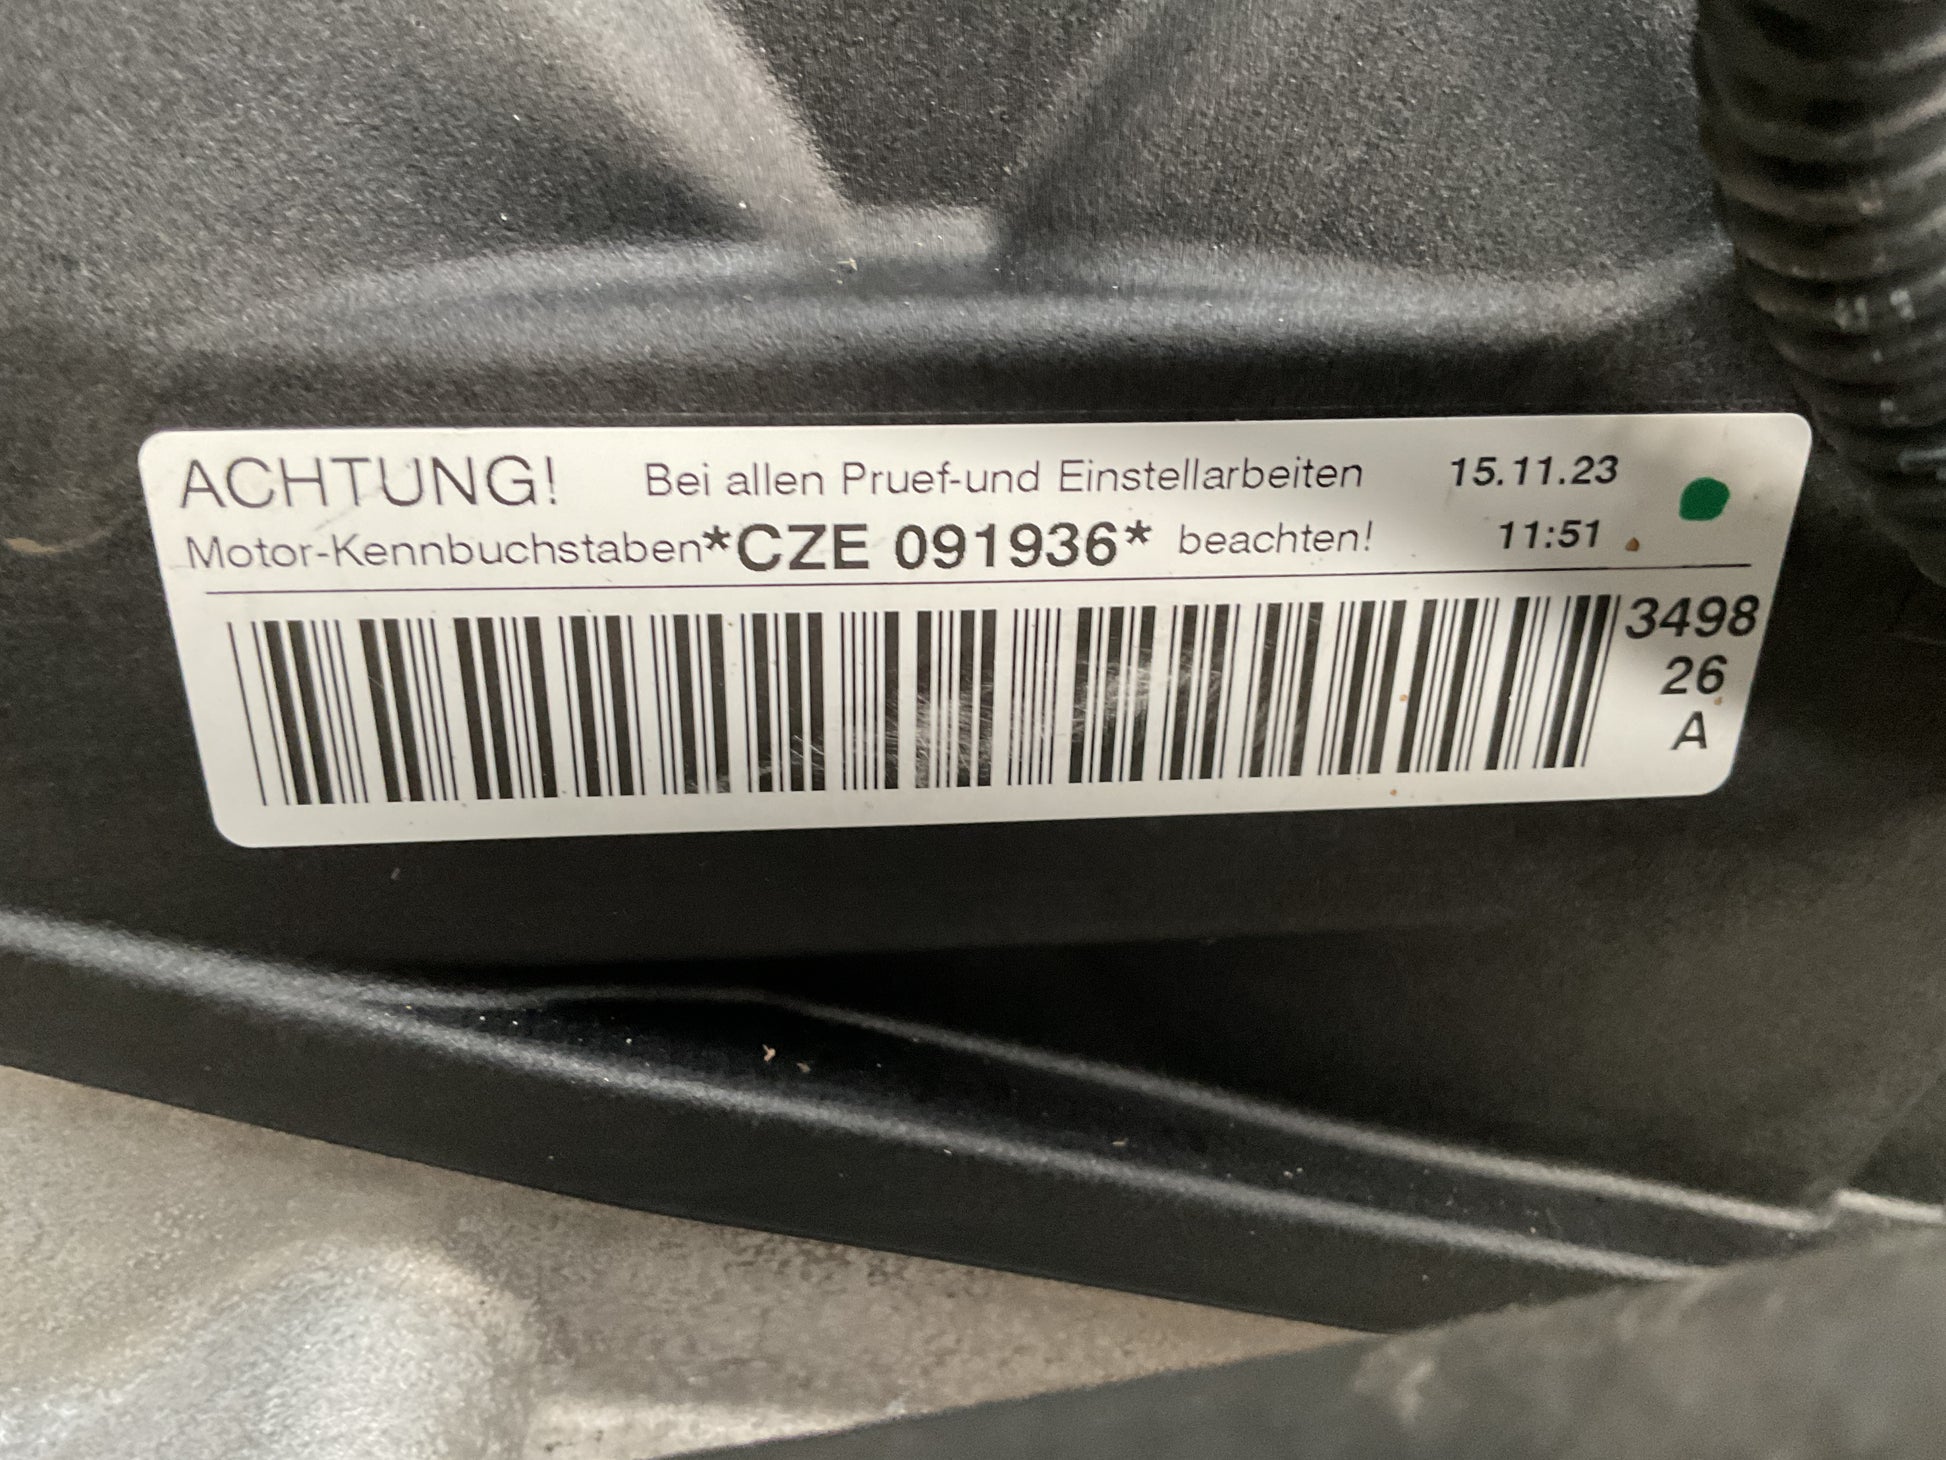 ACHTUNG! Bei allen Pruef-und Einstellarbeiten 15.11.23
Motor-Kennbuchstaben*CZE 091936* beachten! 11:51
3498
26
A